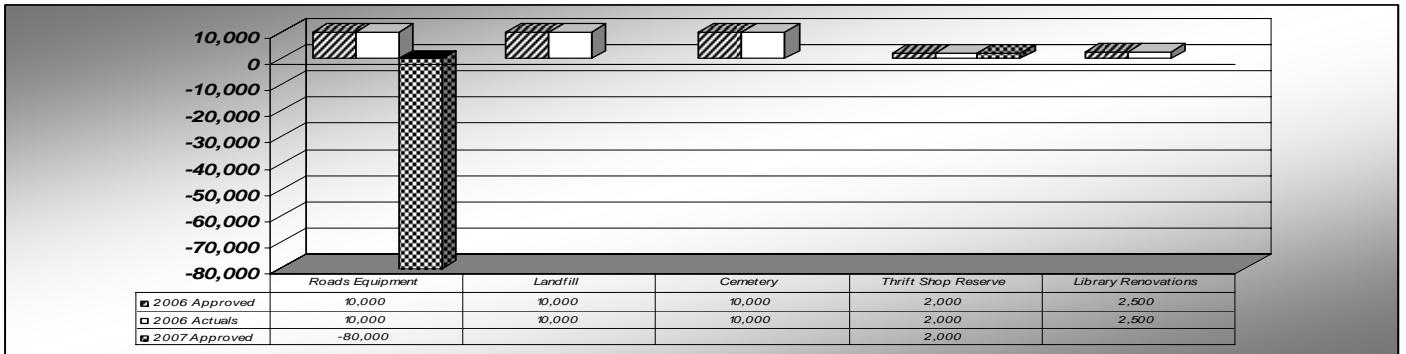 10,000
0
-10,000
-20,000
-30,000
-40,000
-50,000
-60,000
-70,000
-80,000
Roads Equipment Landfill Cemetery Thrift Shop Reserve Library Renovations
2006 Approved 10,000 10,000 10,000 2,000 2,500
2006 Actuals 10,000 10,000 10,000 2,000 2,500
2007 Approved -80,000 2,000